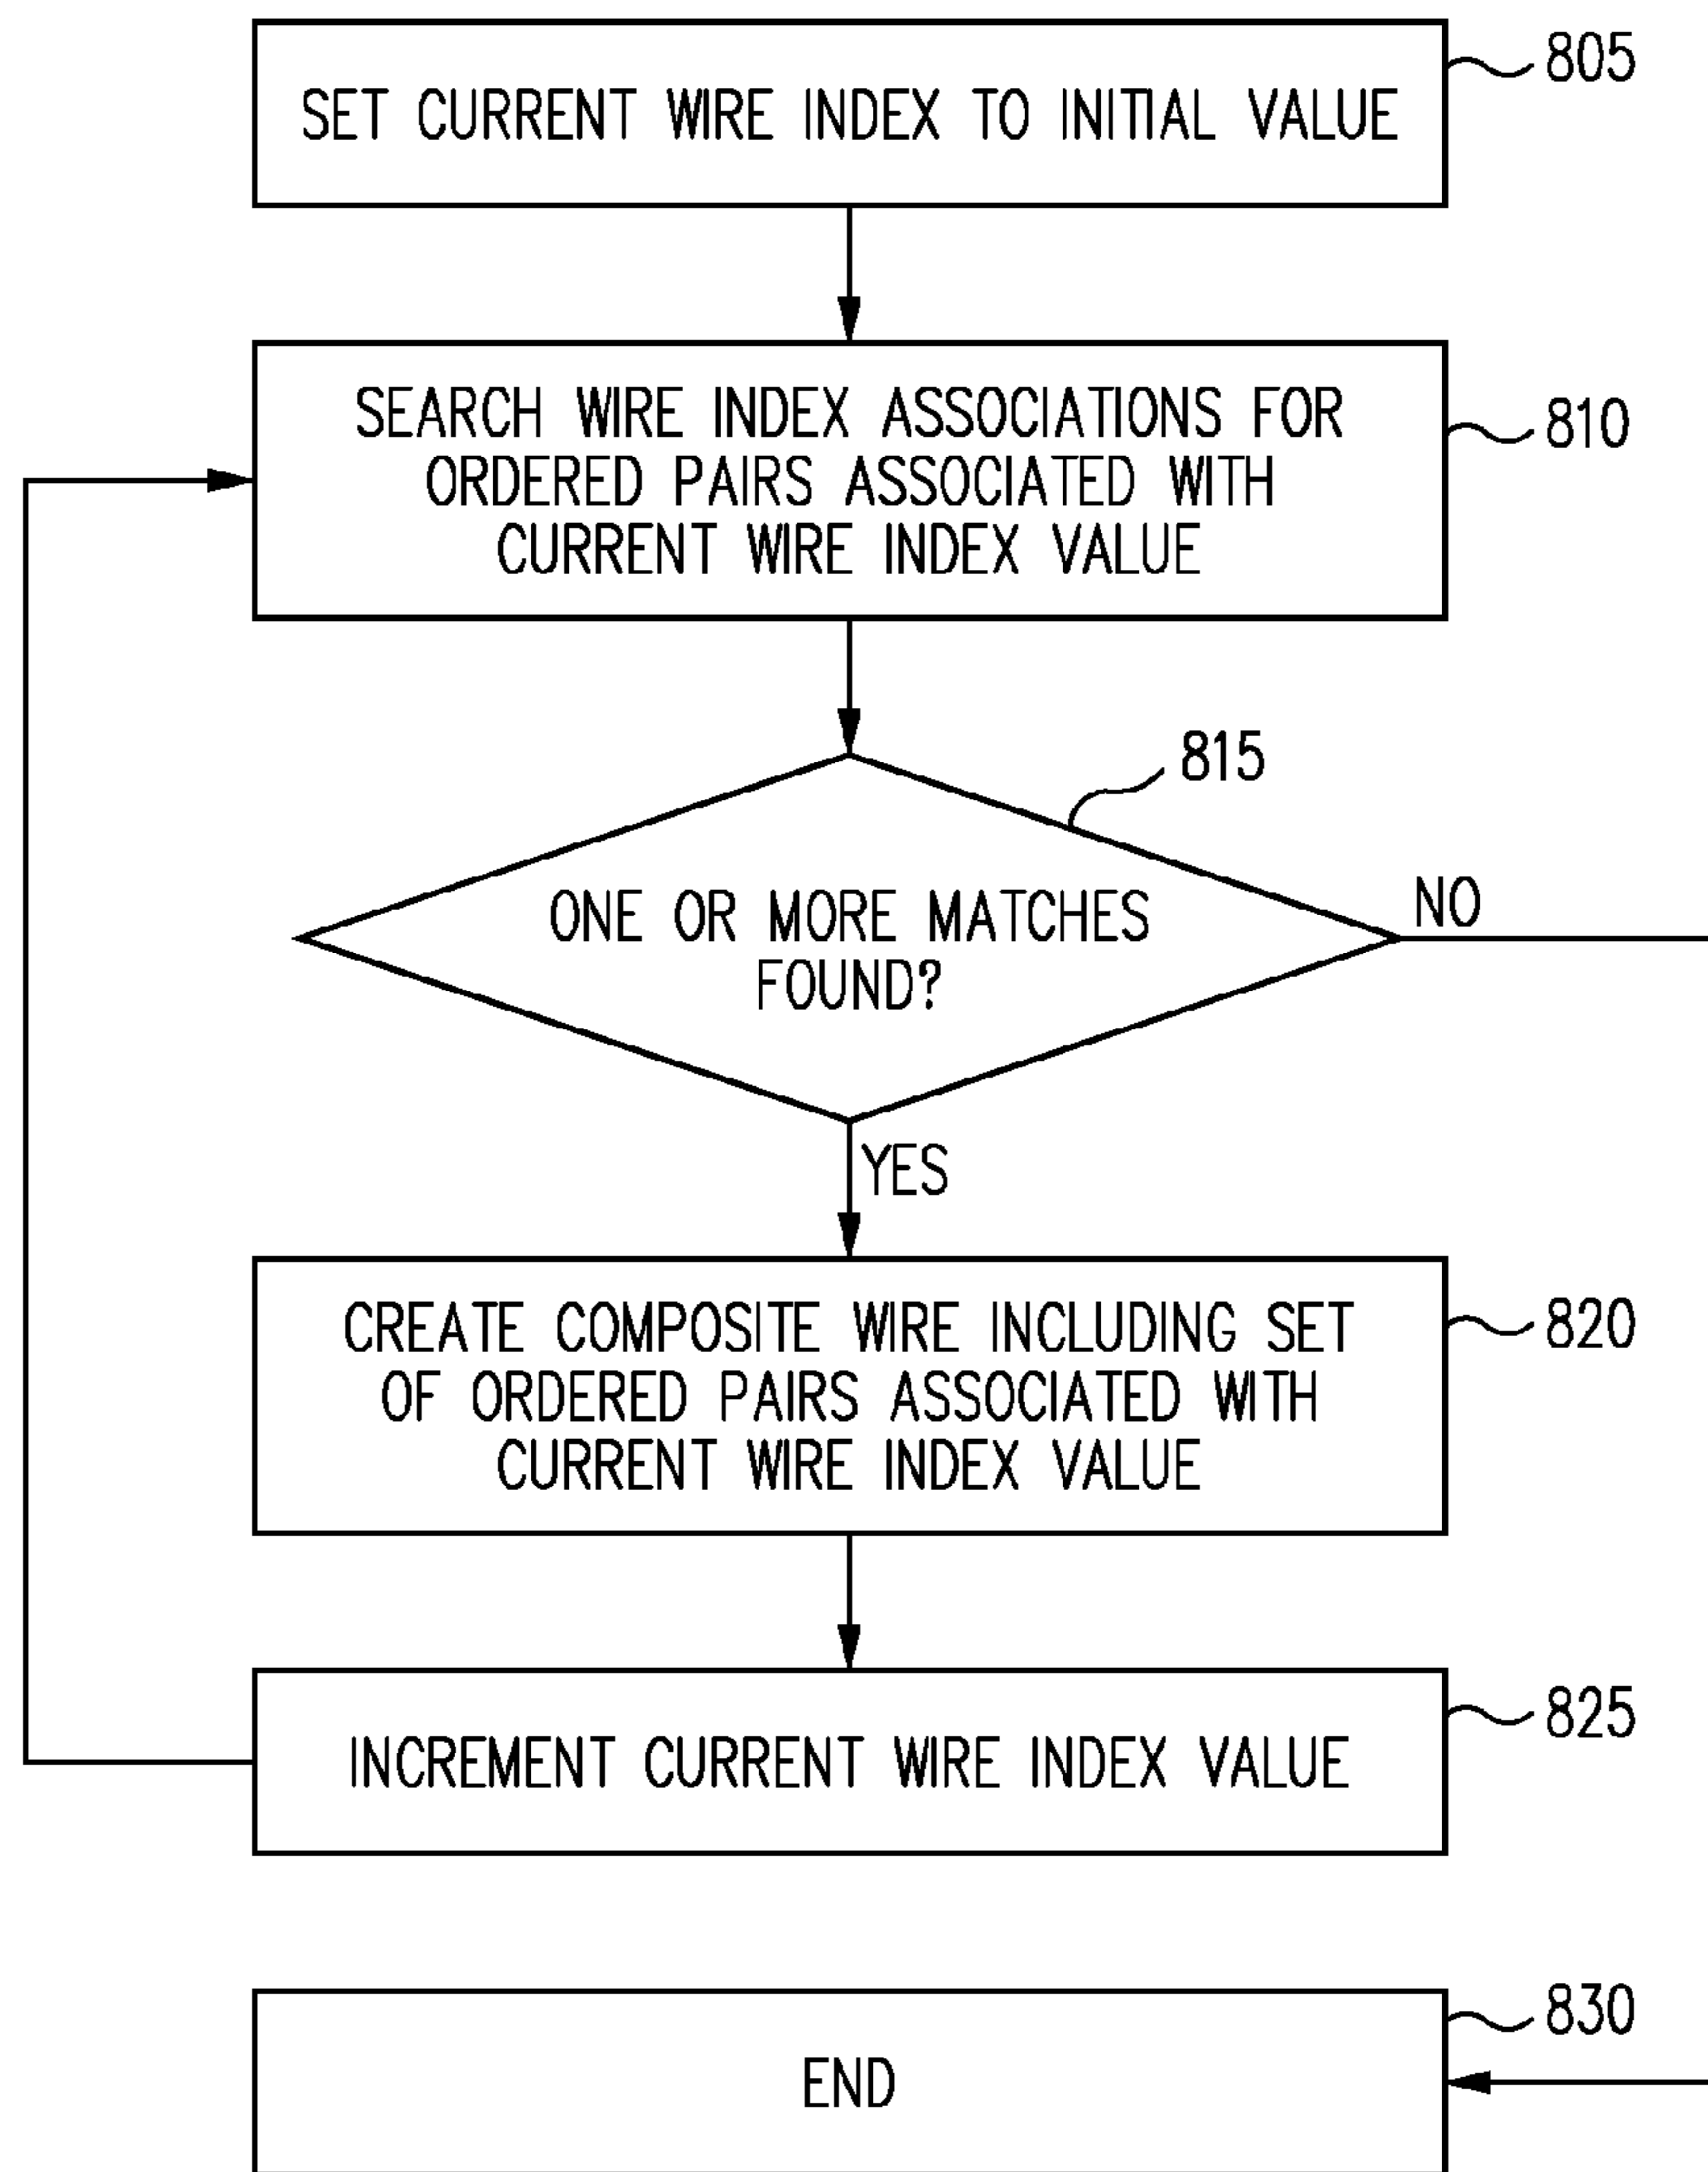 SET CURRENT WIRE INDEX TO INITIAL VALUE
805
SEARCH WIRE INDEX ASSOCIATIONS FOR
ORDERED PAIRS ASSOCIATED WITH
CURRENT WIRE INDEX VALUE
810
815
ONE OR MORE MATCHES
FOUND?
NO
YES
CREATE COMPOSITE WIRE INCLUDING SET
OF ORDERED PAIRS ASSOCIATED WITH
CURRENT WIRE INDEX VALUE
820
INCREMENT CURRENT WIRE INDEX VALUE
825
END
830